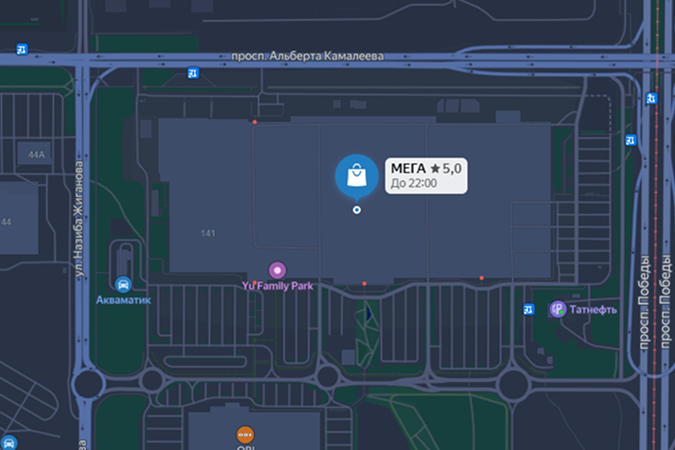 просп. Альберта Камалеева
44A
МЕГА ★ 5,0
До 22:00
ул. Назиба Жиганова
44
141
просп. Победы
просп. Победы
Yu Family Park
Акваматик
Татнефть
OBI